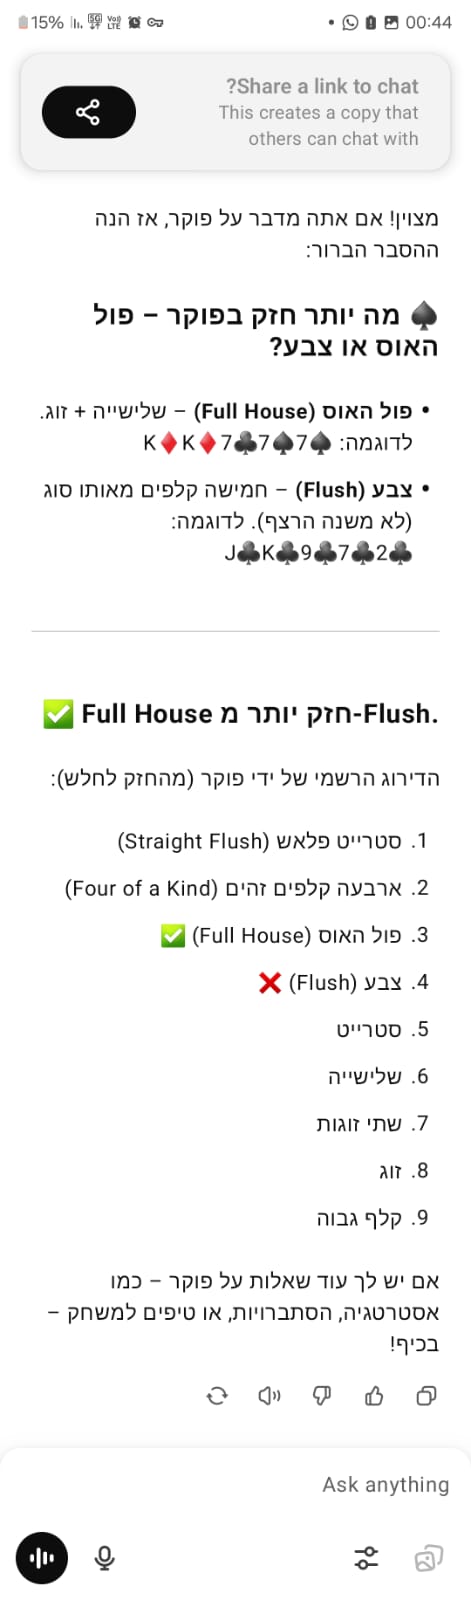 15% 5G Vo)) LTE 00:44
Share a link to chat?
This creates a copy that
others can chat with
מצוין! אם אתה מדבר על פוקר, אז הנה
ההסבר הברור:
♠️ מה יותר חזק בפוקר – פול
האוס או צבע?
• פול האוס (Full House) – שלישייה + זוג.
לדוגמה: 7♠️7♠️7♣️K♦️K♦️
• צבע (Flush) – חמישה קלפים מאותו סוג
(לא משנה הרצף). לדוגמה:
2♣️7♣️9♣️K♣️J♣️
✅ Full House חזק יותר מ-Flush.
הדירוג הרשמי של ידי פוקר (מהחזק לחלש):
1. סטרייט פלאש (Straight Flush)
2. ארבעה קלפים זהים (Four of a Kind)
3. פול האוס (Full House) ✅
4. צבע (Flush) ❌
5. סטרייט
6. שלישייה
7. שתי זוגות
8. זוג
9. קלף גבוה
אם יש לך עוד שאלות על פוקר – כמו
אסטרטגיה, הסתברויות, או טיפים למשחק –
בכיף!
Ask anything